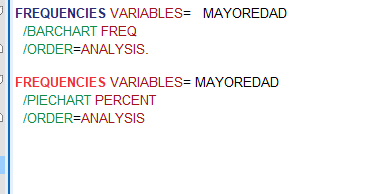 FREQUENCIES VARIABLES= MAYOREDAD
/BARCHART FREQ
/ORDER=ANALYSIS.
FREQUENCIES VARIABLES= MAYOREDAD
/PIECHART PERCENT
/ORDER=ANALYSIS